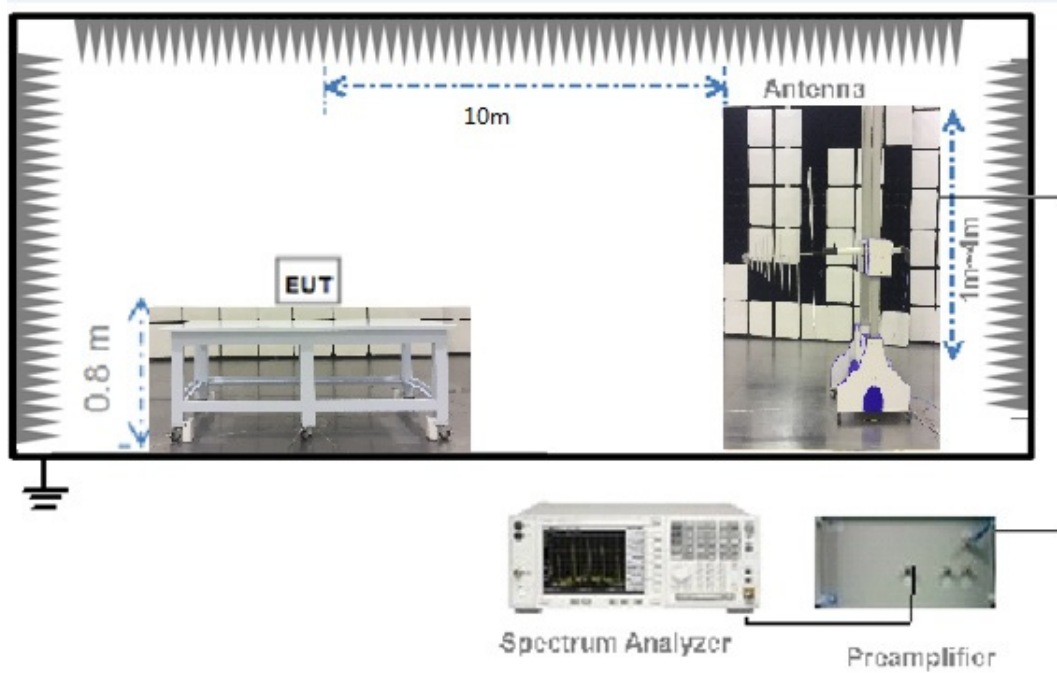 Antenna
10m
EUT
1m~4m
0.8 m
Spectrum Analyzer
Preamplifier